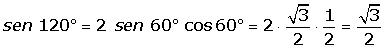 sen 120° = 2 sen 60° cos 60° = 2 · √3/2 · 1/2 = √3/2